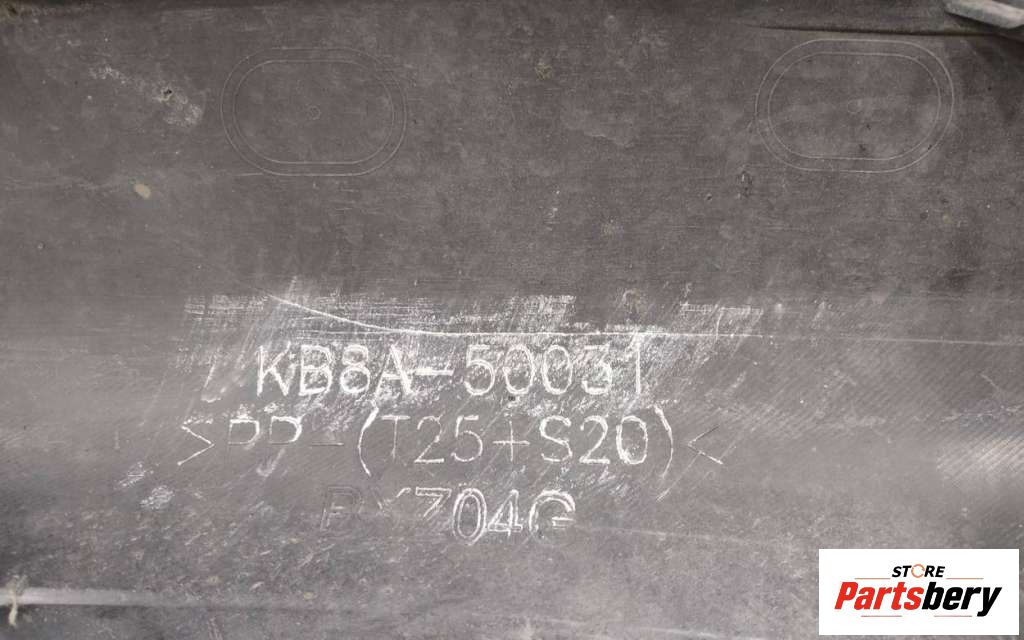 KB8A-50031
>PP-(T25+S20)<
STORE
Partsbery